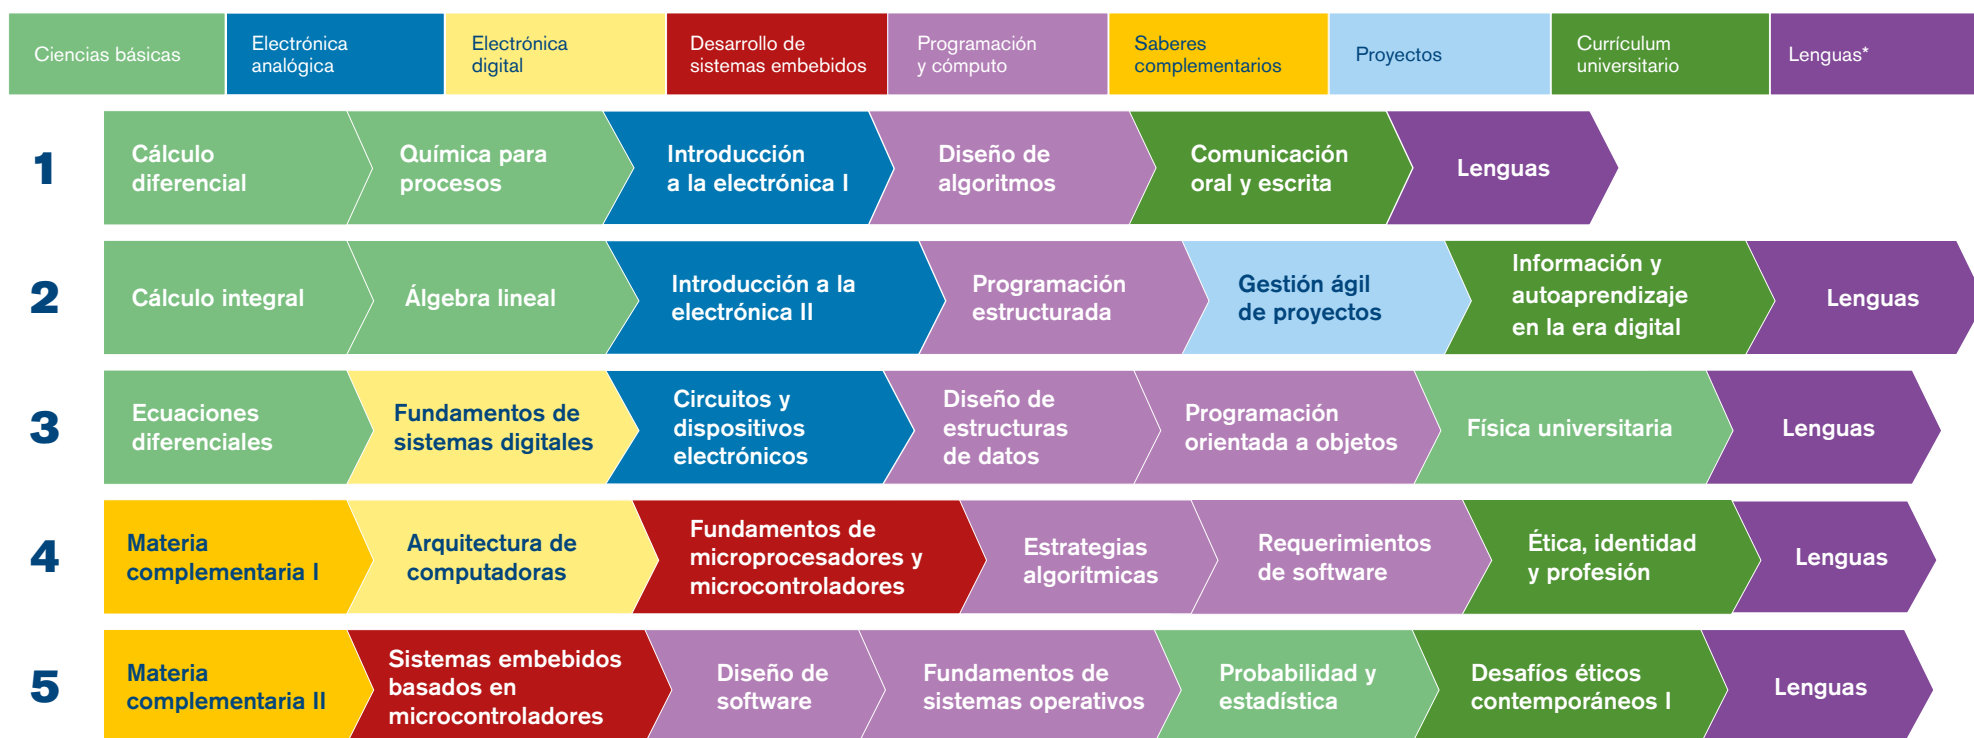 Ciencias básicas
Electrónica
analógica
Electrónica
digital
Desarrollo de
sistemas embebidos
Programación
y cómputo
Saberes
complementarios
Proyectos
Currículum
universitario
Lenguas*
1
Cálculo
diferencial
Química para
procesos
Introducción
a la electrónica I
Diseño de
algoritmos
Comunicación
oral y escrita
Lenguas
2
Cálculo integral
Álgebra lineal
Introducción a la
electrónica II
Programación
estructurada
Gestión ágil
de proyectos
Información y
autoaprendizaje
en la era digital
Lenguas
3
Ecuaciones
diferenciales
Fundamentos de
sistemas digitales
Circuitos y
dispositivos
electrónicos
Diseño de
estructuras
de datos
Programación
orientada a objetos
Física universitaria
Lenguas
4
Materia
complementaria I
Arquitectura de
computadoras
Fundamentos de
microprocesadores y
microcontroladores
Estrategias
algorítmicas
Requerimientos
de software
Ética, identidad
y profesión
Lenguas
5
Materia
complementaria II
Sistemas embebidos
basados en
microcontroladores
Diseño de
software
Fundamentos de
sistemas operativos
Probabilidad y
estadística
Desafíos éticos
contemporáneos I
Lenguas